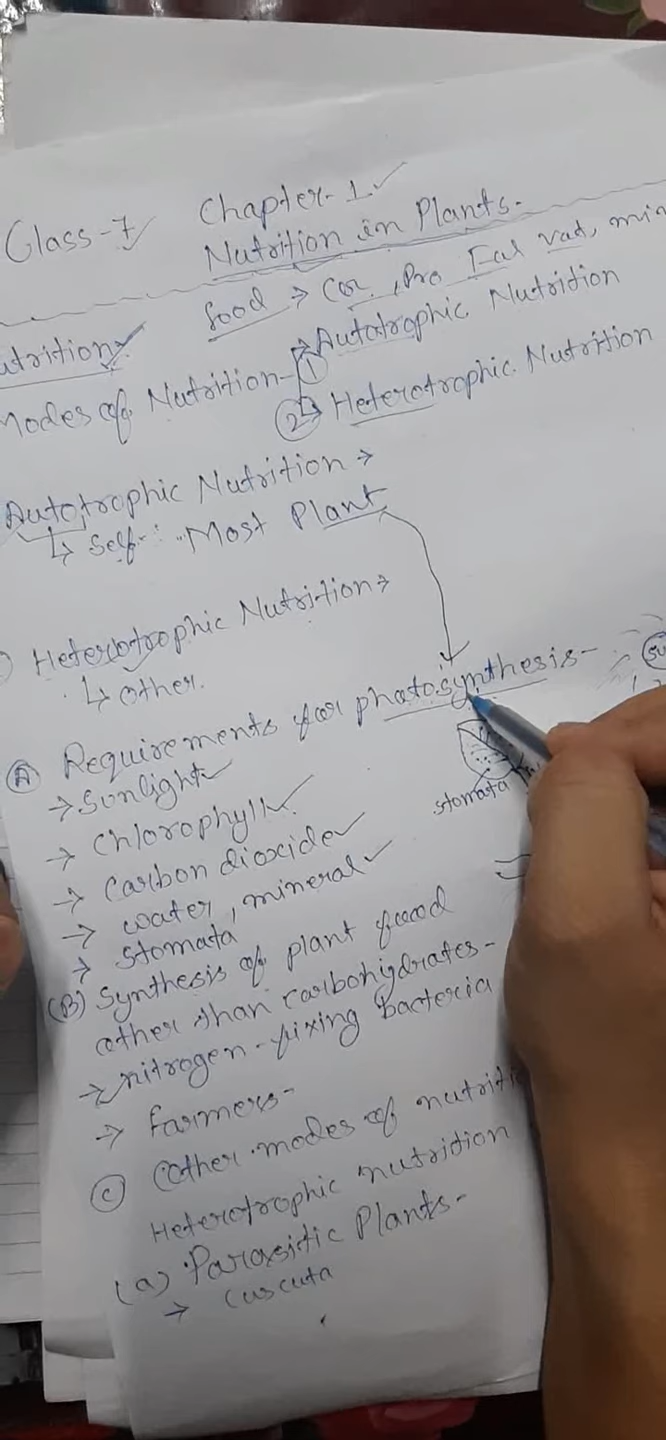 Class-7 Chapter-1
Nutrition in Plants.
food → Car, Pro Fat
Nutrition
Modes of Nutrition- ① Autotrophic Nutrition
② → Heterotrophic Nutrition
Autotrophic Nutrition →
↳ Self- Most Plant
Heterotrophic Nutrition →
↳ other.
Ⓐ Requirements for photosynthesis-
→ Sunlight
→ Chlorophyll
→ Carbon dioxide
→ water, mineral
→ Stomata
stomata
(B) Synthesis of plant food
other than carbohydrates-
→ nitrogen-fixing bacteria
→ Farmers-
Ⓒ Other modes of nutriti
Heterotrophic nutrition
(a) Parasitic Plants-
→ Cuscuta